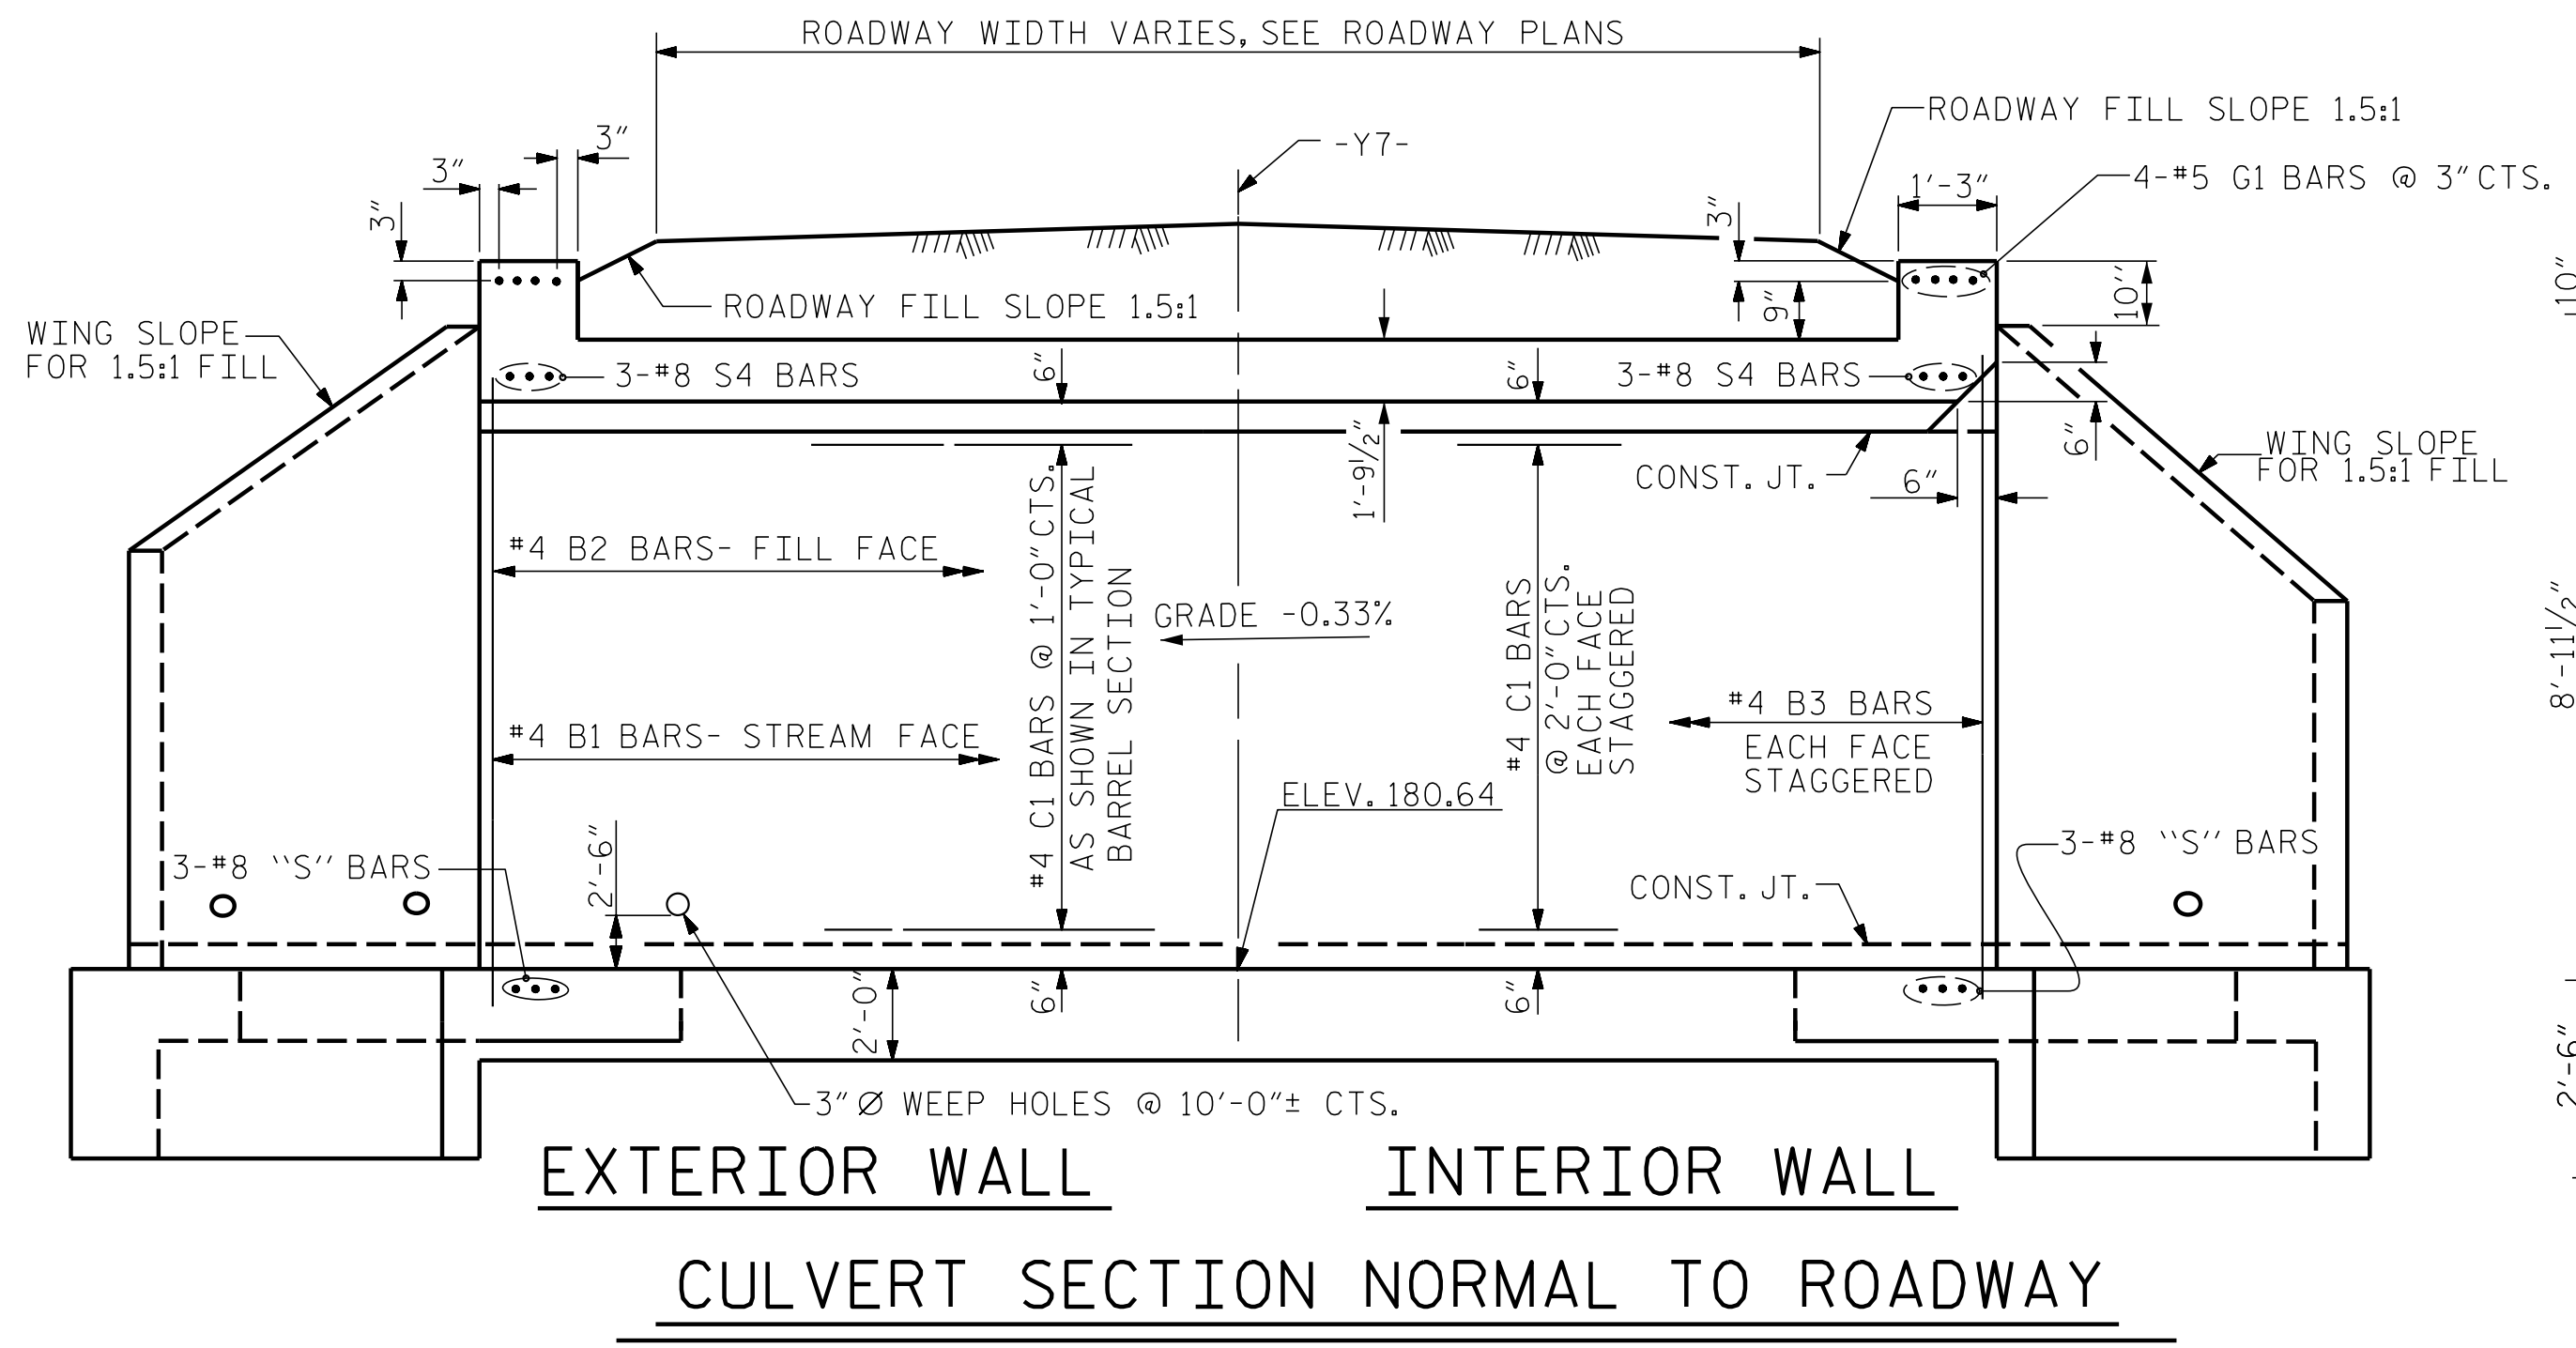 ROADWAY WIDTH VARIES, SEE ROADWAY PLANS
ROADWAY FILL SLOPE 1.5:1
3"
3"
3"
-Y7-
3"
1'-3"
4-#5 G1 BARS @ 3" CTS.
10"
10"
9"
ROADWAY FILL SLOPE 1.5:1
WING SLOPE
FOR 1.5:1 FILL
3-#8 S4 BARS
6"
6"
3-#8 S4 BARS
1'-9 1/2"
6"
6"
CONST. JT.
WING SLOPE
FOR 1.5:1 FILL
#4 B2 BARS- FILL FACE
#4 C1 BARS @ 1'-0" CTS.
AS SHOWN IN TYPICAL
BARREL SECTION
GRADE -0.33%
#4 C1 BARS
@ 2'-0" CTS.
EACH FACE
STAGGERED
8'-11 1/2"
#4 B1 BARS- STREAM FACE
#4 B3 BARS
EACH FACE
STAGGERED
ELEV. 180.64
3-#8 "S" BARS
2'-6"
CONST. JT.
3-#8 "S" BARS
2'-0"
6"
6"
2'-6"
3" Ø WEEP HOLES @ 10'-0"± CTS.
EXTERIOR WALL
INTERIOR WALL
CULVERT SECTION NORMAL TO ROADWAY